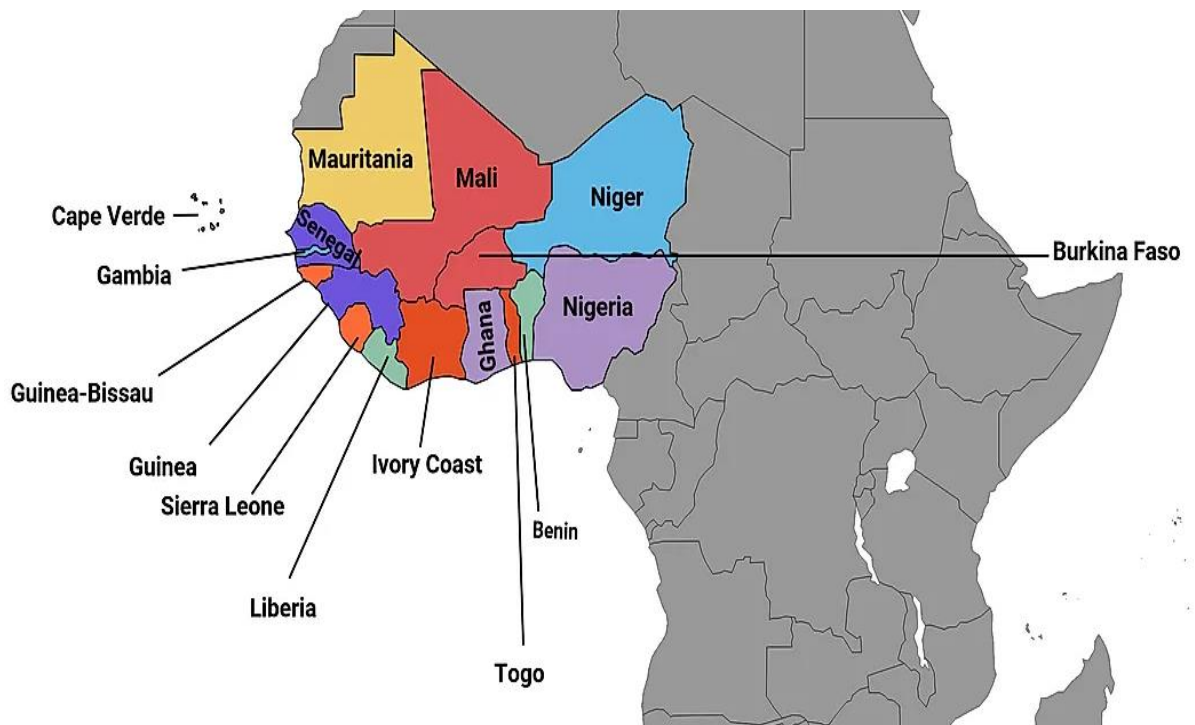 Mauritania
Mali
Niger
Cape Verde
Senegal
Burkina Faso
Gambia
Nigeria
Ghana
Guinea-Bissau
Guinea
Ivory Coast
Sierra Leone
Benin
Liberia
Togo